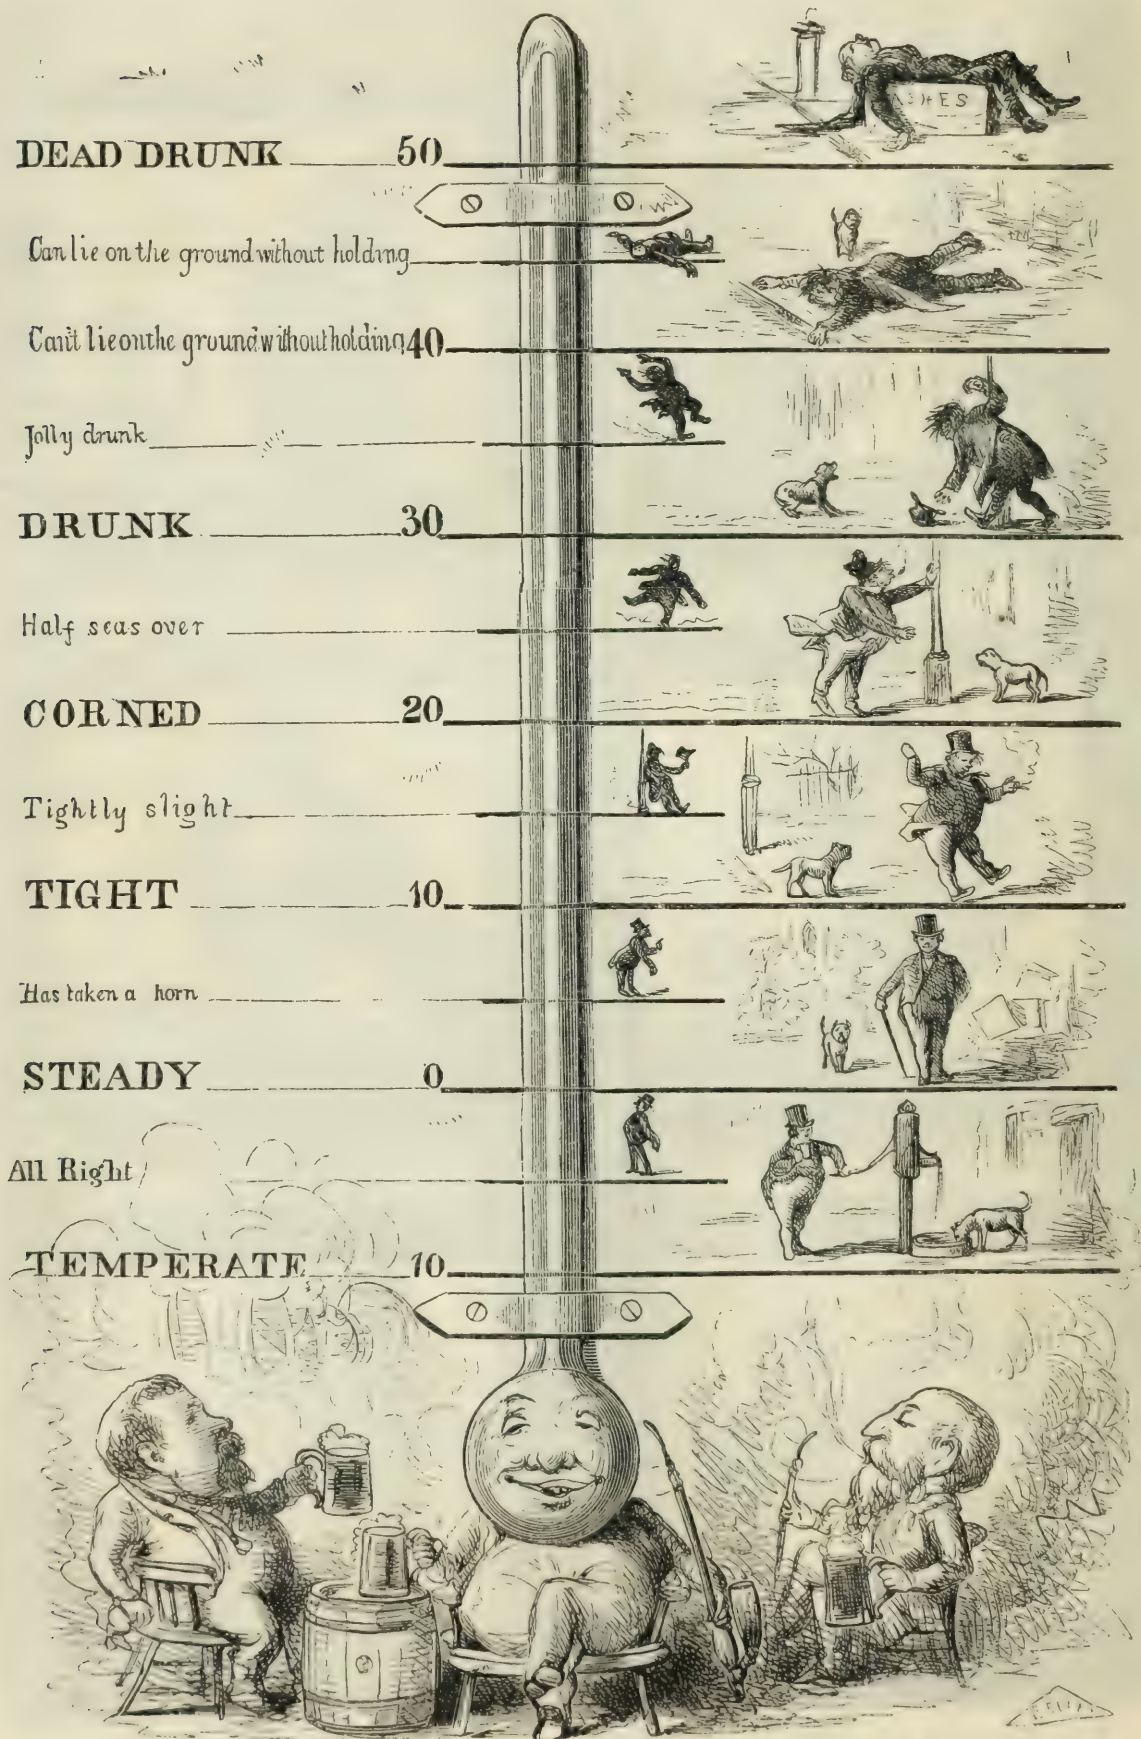 ASHES
DEAD DRUNK 50
Can lie on the ground without holding
Can't lie on the ground without holding 40
Jolly drunk
DRUNK 30
Half seas over
CORNED 20
Tightly slight
TIGHT 10
Has taken a horn
STEADY 0
All Right
TEMPERATE 10